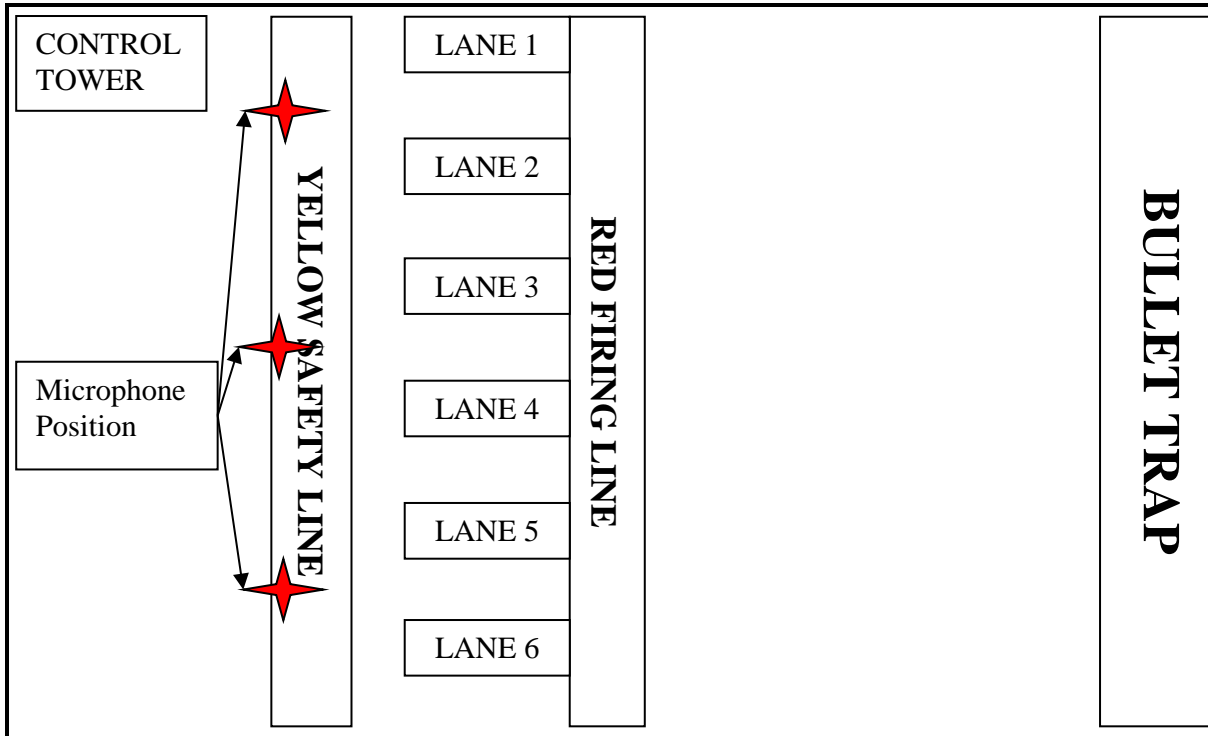 CONTROL
TOWER
LANE 1
LANE 2
LANE 3
LANE 4
LANE 5
LANE 6
Microphone
Position
YELLOW SAFETY LINE
RED FIRING LINE
BULLET TRAP